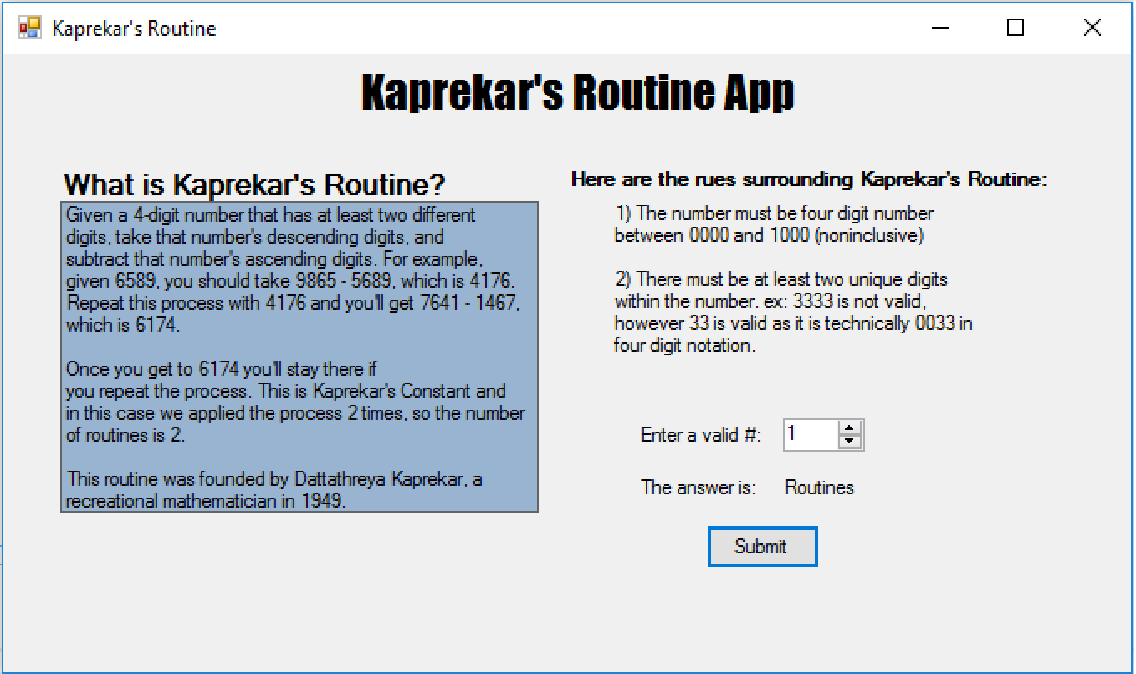 Kaprekar's Routine
Kaprekar's Routine App
What is Kaprekar's Routine?
Given a 4-digit number that has at least two different
digits, take that number's descending digits, and
subtract that number's ascending digits. For example,
given 6589, you should take 9865 - 5689, which is 4176.
Repeat this process with 4176 and you'll get 7641 - 1467,
which is 6174.
Once you get to 6174 you'll stay there if
you repeat the process. This is Kaprekar's Constant and
in this case we applied the process 2 times, so the number
of routines is 2.
This routine was founded by Dattathreya Kaprekar, a
recreational mathematician in 1949.
Here are the rues surrounding Kaprekar's Routine:
1) The number must be four digit number
between 0000 and 1000 (noninclusive)
2) There must be at least two unique digits
within the number. ex: 3333 is not valid,
however 33 is valid as it is technically 0033 in
four digit notation.
Enter a valid #: 1
The answer is: Routines
Submit